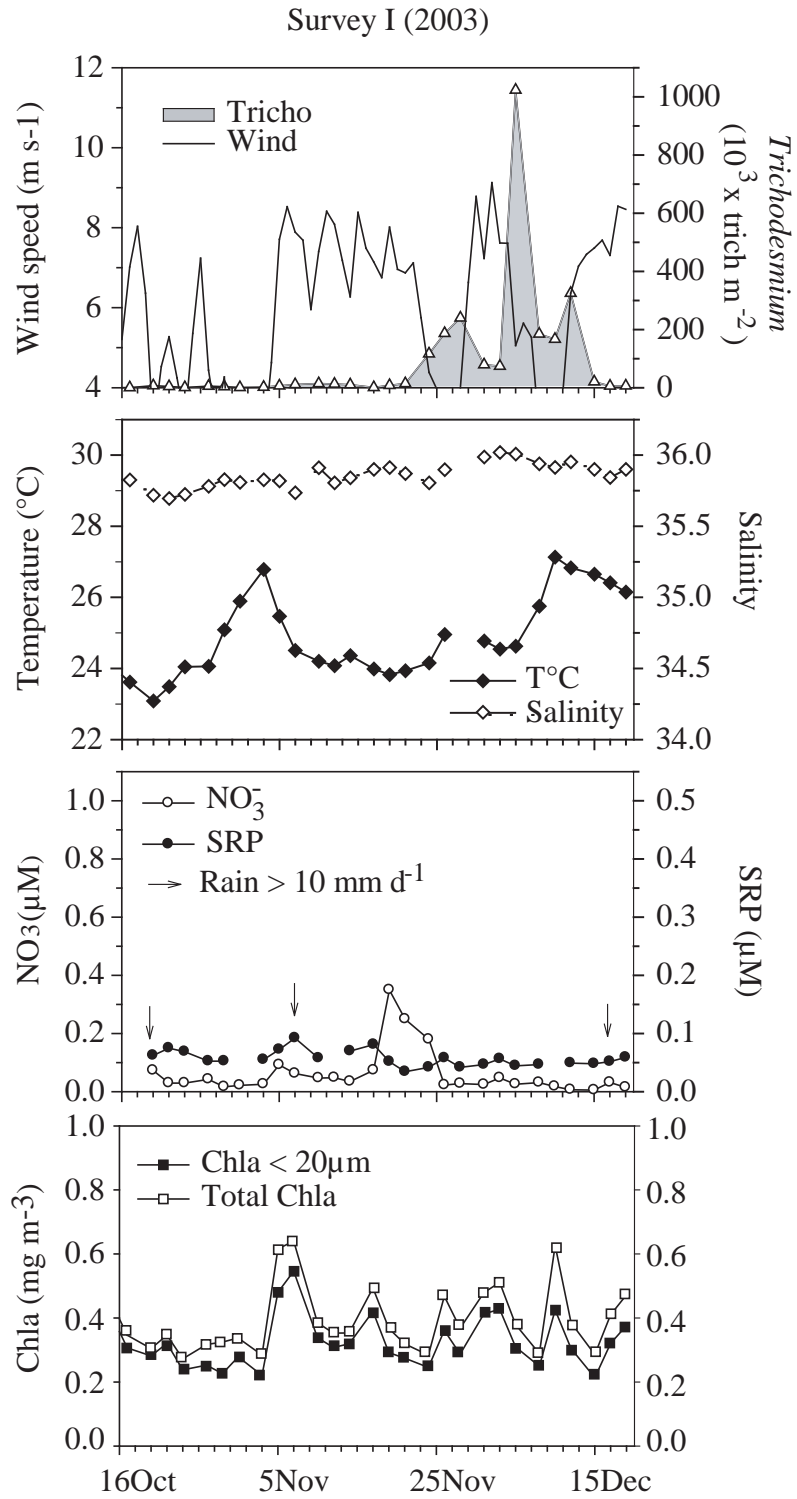 Survey I (2003)
12
10
8
6
4
Wind speed (m s-1)
Tricho
Wind
1000
800
600
400
200
0
Trichodesmium
(10³ x trich m⁻²)
30
28
26
24
22
Temperature (°C)
T°C
Salinity
36.0
35.5
35.0
34.5
34.0
Salinity
1.0
0.8
0.6
0.4
0.2
0.0
NO3(µM)
NO₃⁻
SRP
Rain > 10 mm d⁻¹
0.5
0.4
0.3
0.2
0.1
0.0
SRP (µM)
1.0
0.8
0.6
0.4
0.2
0.0
Chla (mg m-3)
Chla < 20µm
Total Chla
1.0
0.8
0.6
0.4
0.2
0.0
16Oct
5Nov
25Nov
15Dec